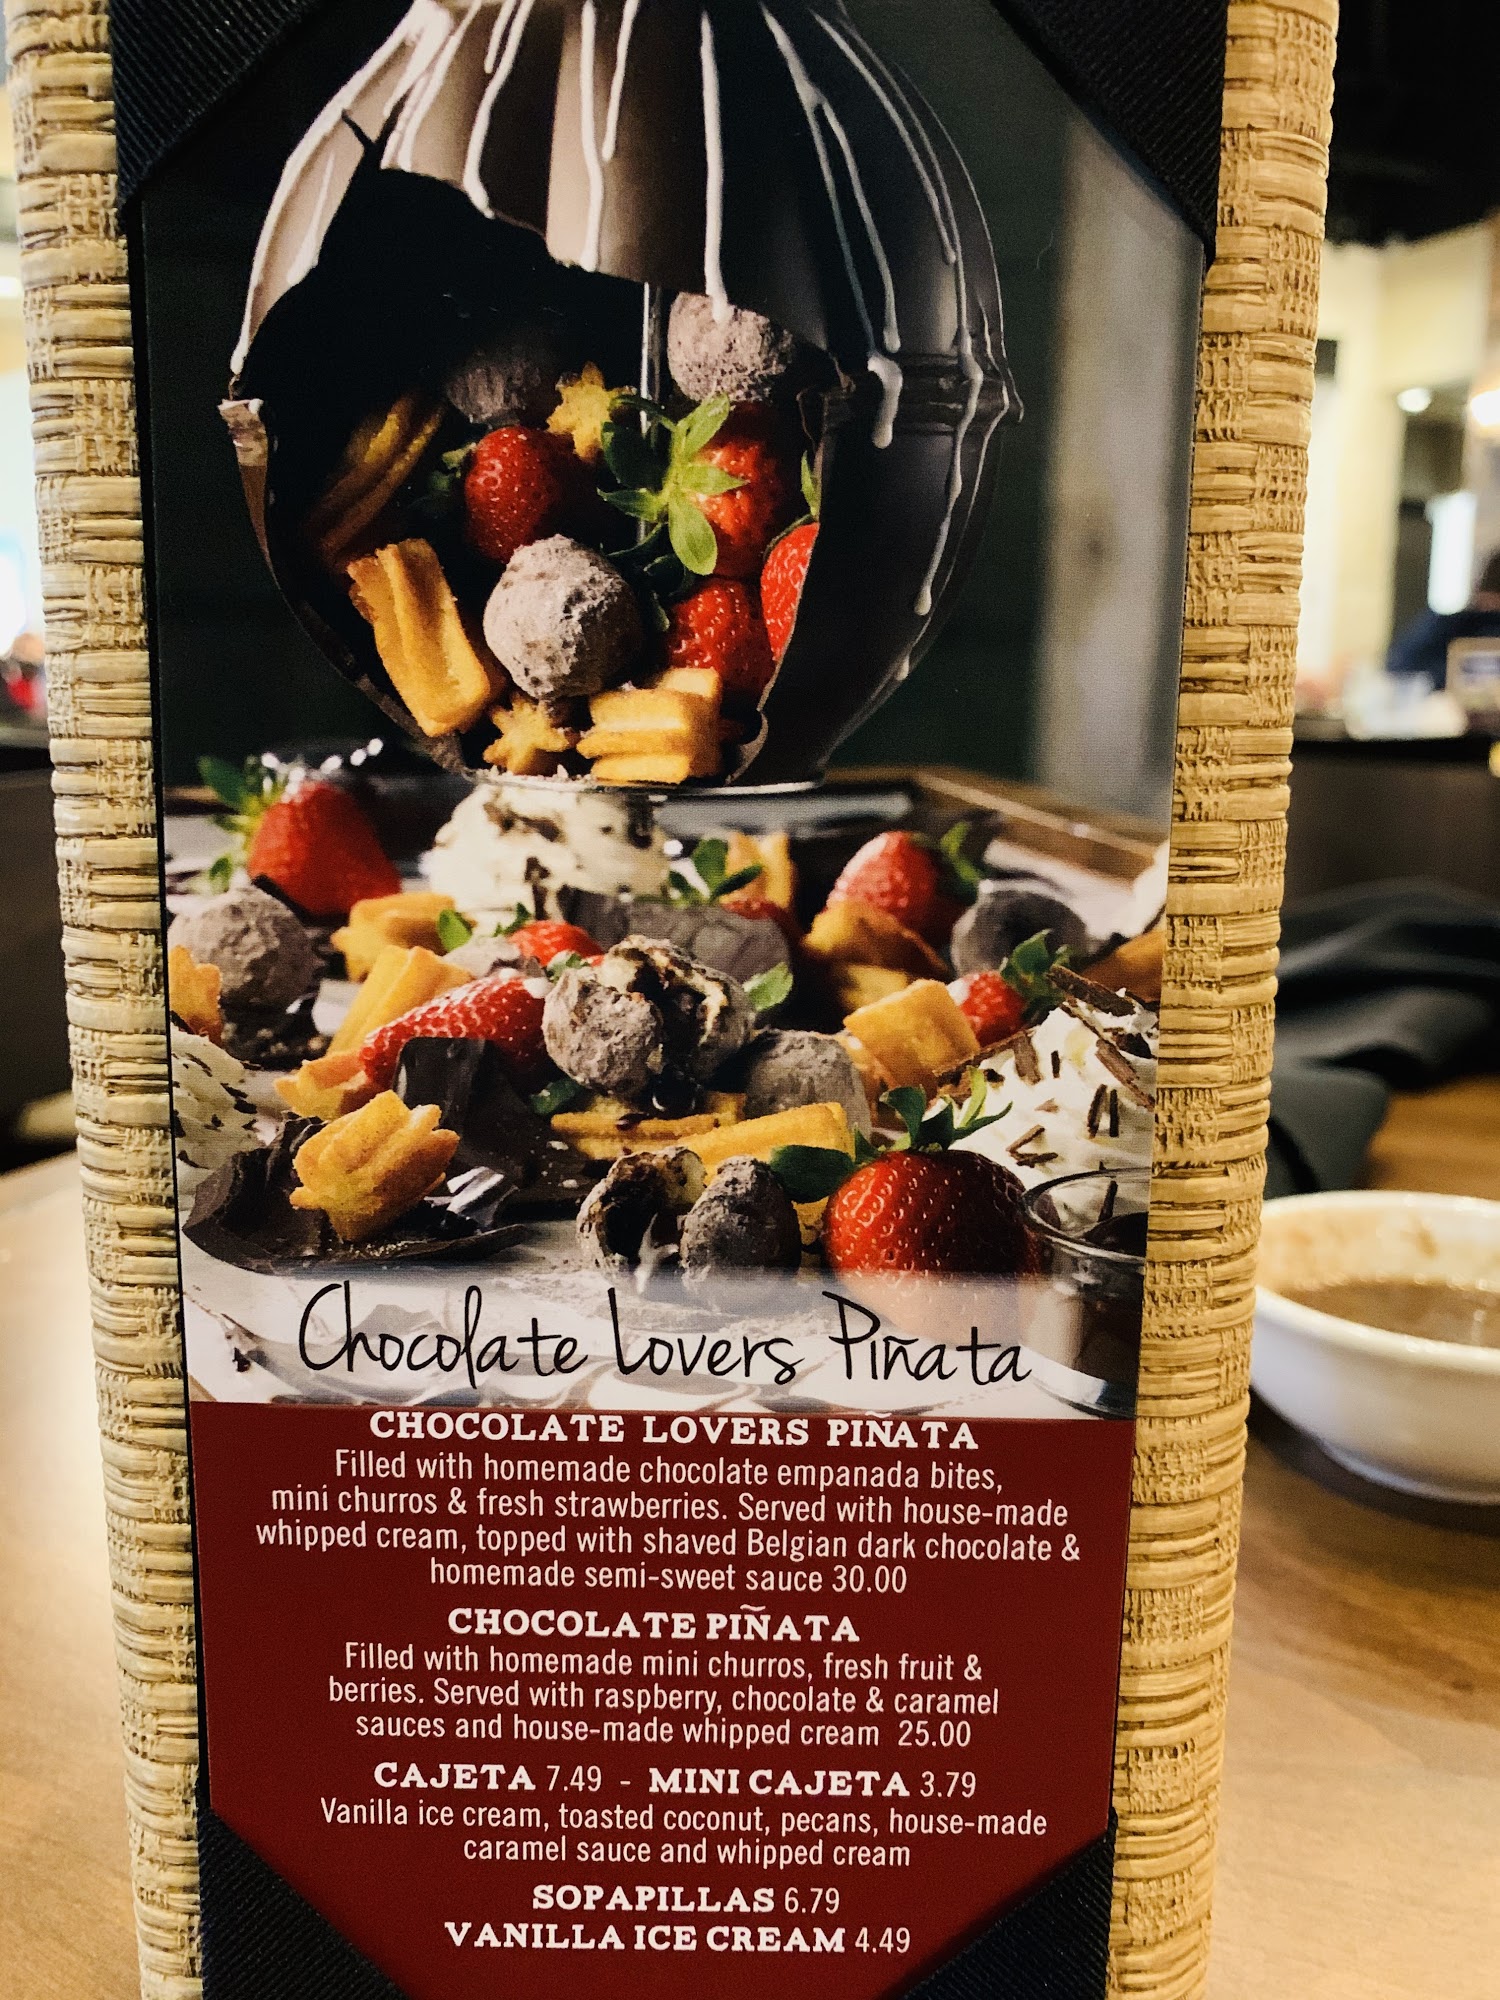 Chocolate Lovers Piñata
CHOCOLATE LOVERS PIÑATA
Filled with homemade chocolate empanada bites,
mini churros & fresh strawberries. Served with house-made
whipped cream, topped with shaved Belgian dark chocolate &
homemade semi-sweet sauce 30.00
CHOCOLATE PIÑATA
Filled with homemade mini churros, fresh fruit &
berries. Served with raspberry, chocolate & caramel
sauces and house-made whipped cream 25.00
CAJETA 7.49 - MINI CAJETA 3.79
Vanilla ice cream, toasted coconut, pecans, house-made
caramel sauce and whipped cream
SOPAPILLAS 6.79
VANILLA ICE CREAM 4.49